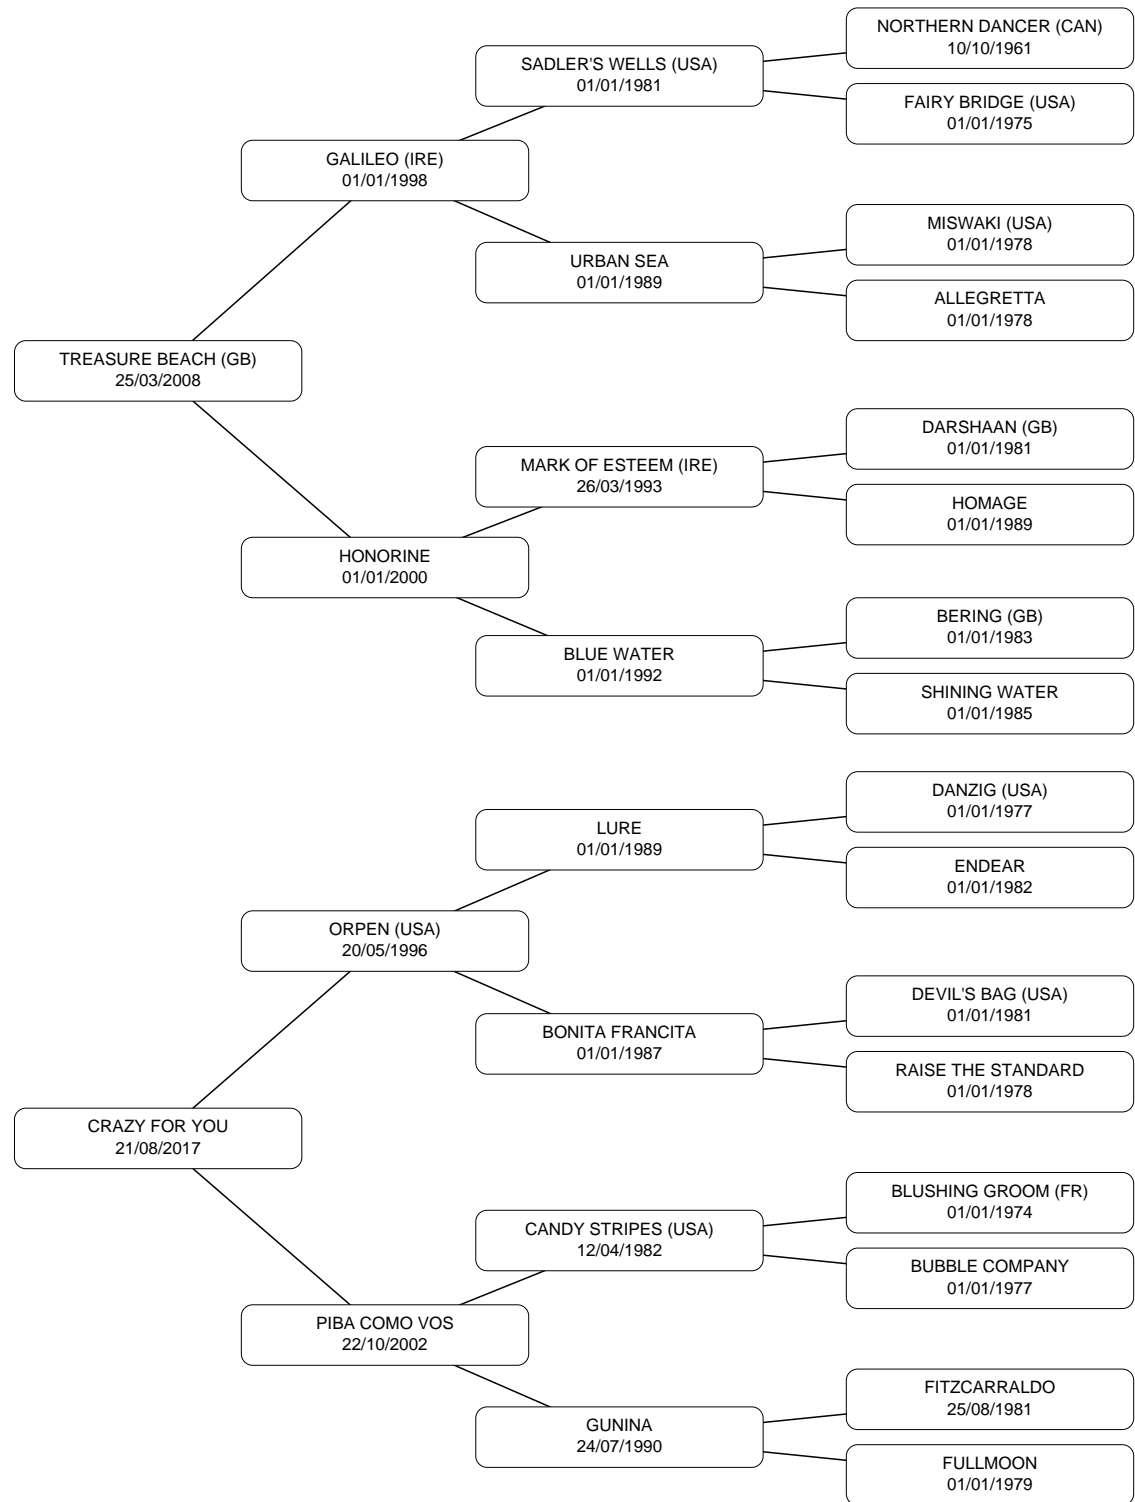 NORTHERN DANCER (CAN)
10/10/1961
SADLER'S WELLS (USA)
01/01/1981
FAIRY BRIDGE (USA)
01/01/1975
GALILEO (IRE)
01/01/1998
MISWAKI (USA)
01/01/1978
URBAN SEA
01/01/1989
ALLEGRETTA
01/01/1978
TREASURE BEACH (GB)
25/03/2008
DARSHAAN (GB)
01/01/1981
MARK OF ESTEEM (IRE)
26/03/1993
HOMAGE
01/01/1989
HONORINE
01/01/2000
BERING (GB)
01/01/1983
BLUE WATER
01/01/1992
SHINING WATER
01/01/1985
DANZIG (USA)
01/01/1977
LURE
01/01/1989
ENDEAR
01/01/1982
ORPEN (USA)
20/05/1996
DEVIL'S BAG (USA)
01/01/1981
BONITA FRANCITA
01/01/1987
RAISE THE STANDARD
01/01/1978
CRAZY FOR YOU
21/08/2017
BLUSHING GROOM (FR)
01/01/1974
CANDY STRIPES (USA)
12/04/1982
BUBBLE COMPANY
01/01/1977
PIBA COMO VOS
22/10/2002
FITZCARRALDO
25/08/1981
GUNINA
24/07/1990
FULLMOON
01/01/1979